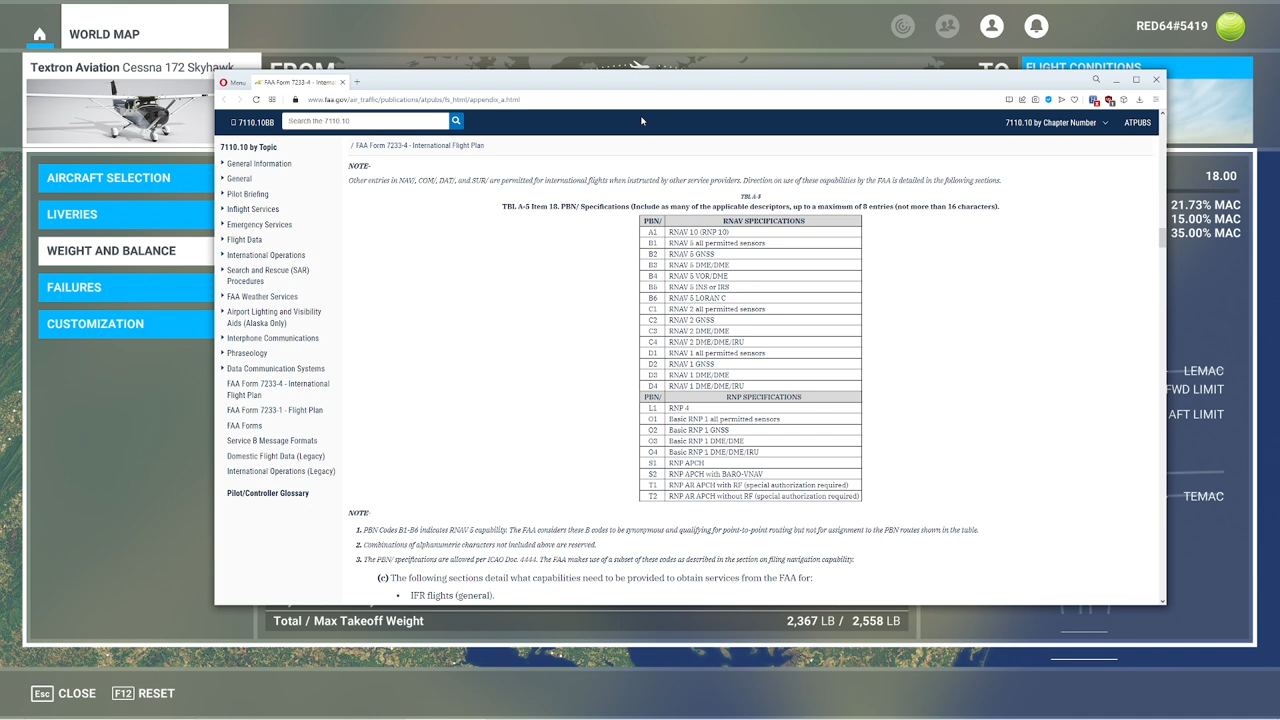 WORLD MAP
RED64#5419
Textron Aviation Cessna 172 Skyhawk
FROM
TO
FLIGHT CONDITIONS
AIRCRAFT SELECTION
LIVERIES
WEIGHT AND BALANCE
FAILURES
CUSTOMIZATION
Menu
FAA Form 7233-4 - Interna
www.faa.gov/air_traffic/publications/atpubs/fs_html/appendix_a.html
7110.10BB
Search the 7110.10
7110.10 by Chapter Number
ATPUBS
7110.10 by Topic
General Information
General
Pilot Briefing
Inflight Services
Emergency Services
Flight Data
International Operations
Search and Rescue (SAR)
Procedures
FAA Weather Services
Airport Lighting and Visibility
Aids (Alaska Only)
Interphone Communications
Phraseology
Data Communication Systems
FAA Form 7233-4 - International
Flight Plan
FAA Form 7233-1 - Flight Plan
FAA Forms
Service B Message Formats
Domestic Flight Data (Legacy)
International Operations (Legacy)
Pilot/Controller Glossary
/ FAA Form 7233-4 - International Flight Plan
NOTE-
Other entries in NAV/, COM/, DAT/, and SUR/ are permitted for international flights when instructed by other service providers. Direction on use of these capabilities by the FAA is detailed in the following sections.
TBL A-5
TBL A-5 Item 18. PBN/ Specifications (Include as many of the applicable descriptors, up to a maximum of 8 entries (not more than 16 characters).
PBN/ RNAV SPECIFICATIONS
A1 RNAV 10 (RNP 10)
B1 RNAV 5 all permitted sensors
B2 RNAV 5 GNSS
B3 RNAV 5 DME/DME
B4 RNAV 5 VOR/DME
B5 RNAV 5 INS or IRS
B6 RNAV 5 LORAN C
C1 RNAV 2 all permitted sensors
C2 RNAV 2 GNSS
C3 RNAV 2 DME/DME
C4 RNAV 2 DME/DME/IRU
D1 RNAV 1 all permitted sensors
D2 RNAV 1 GNSS
D3 RNAV 1 DME/DME
D4 RNAV 1 DME/DME/IRU
PBN/ RNP SPECIFICATIONS
L1 RNP 4
O1 Basic RNP 1 all permitted sensors
O2 Basic RNP 1 GNSS
O3 Basic RNP 1 DME/DME
O4 Basic RNP 1 DME/DME/IRU
S1 RNP APCH
S2 RNP APCH with BARO-VNAV
T1 RNP AR APCH with RF (special authorization required)
T2 RNP AR APCH without RF (special authorization required)
NOTE-
1. PBN Codes B1-B6 indicates RNAV 5 capability. The FAA considers these B codes to be synonymous and qualifying for point-to-point routing but not for assignment to the PBN routes shown in the table.
2. Combinations of alphanumeric characters not included above are reserved.
3. The PBN/ specifications are allowed per ICAO Doc. 4444. The FAA makes use of a subset of these codes as described in the section on filing navigation capability.
(c) The following sections detail what capabilities need to be provided to obtain services from the FAA for:
• IFR flights (general).
18.00
21.73% MAC
15.00% MAC
35.00% MAC
LEMAC
FWD LIMIT
AFT LIMIT
TEMAC
Total / Max Takeoff Weight 2,367 LB / 2,558 LB
Esc CLOSE F12 RESET